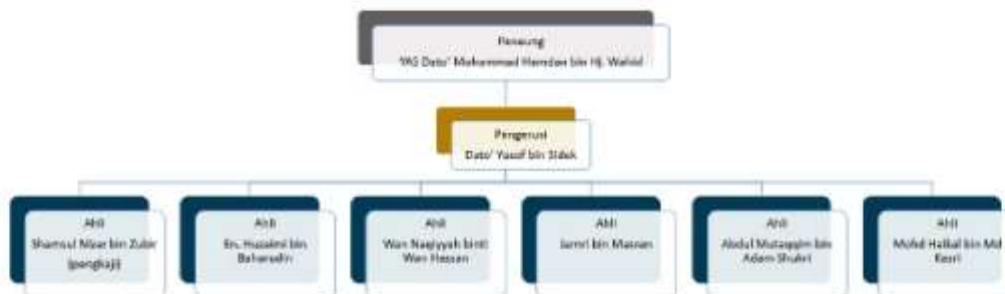 Penaung
YAS Dato' Mohammad Hamdan bin Hj. Wahid
Pengerusi
Dato' Yusof bin Sidek
Ahli
Shamsul Nizar bin Zubir
(pengkaji)
Ahli
En. Huzaimi bin
Baharudin
Ahli
Wan Naqiyyah binti
Wan Hassan
Ahli
Jamri bin Masran
Ahli
Abdul Mutaqqim bin
Adam Shukri
Ahli
Mohd Haikal bin Md
Kasri